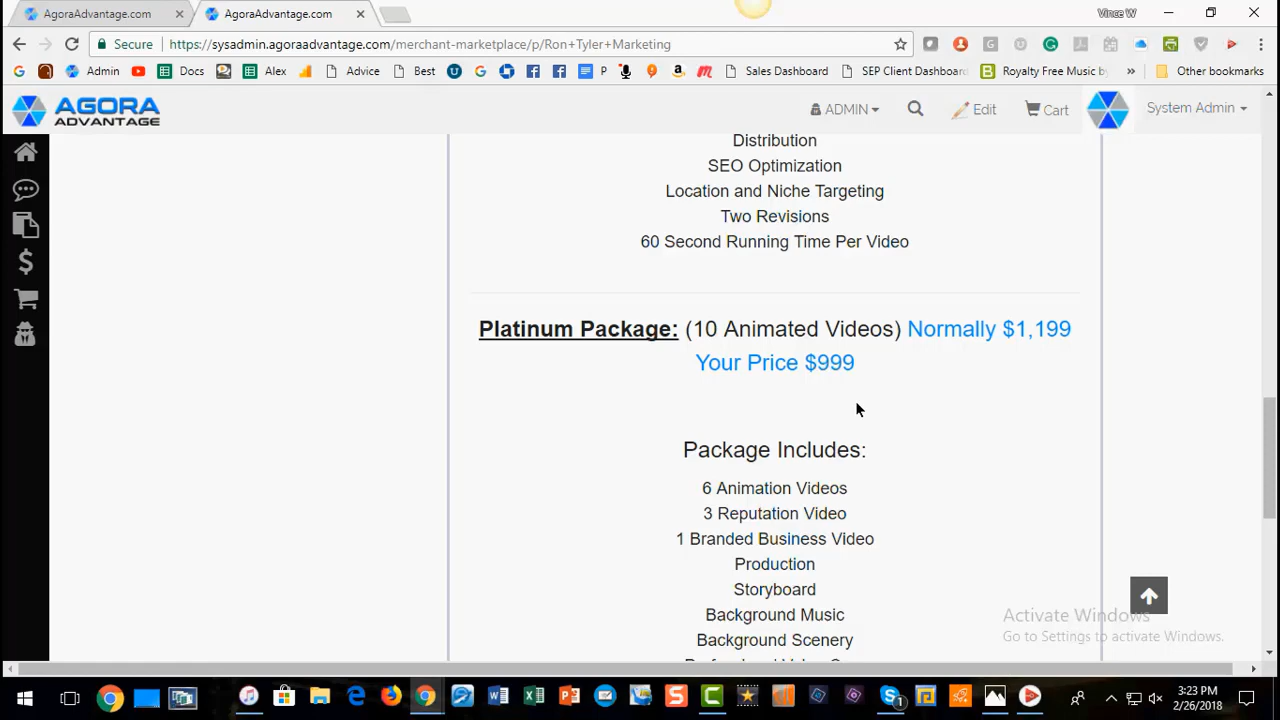 AgoraAdvantage.com
AgoraAdvantage.com
Vince W
Secure
https://sysadmin.agoraadvantage.com/merchant-marketplace/p/Ron+Tyler+Marketing
Admin
Docs
Alex
Advice
Best
P
Sales Dashboard
SEP Client Dashboard
Royalty Free Music by
Other bookmarks
AGORA
ADVANTAGE
ADMIN
Edit
Cart
System Admin
Distribution
SEO Optimization
Location and Niche Targeting
Two Revisions
60 Second Running Time Per Video
Platinum Package: (10 Animated Videos) Normally $1,199
Your Price $999
Package Includes:
6 Animation Videos
3 Reputation Video
1 Branded Business Video
Production
Storyboard
Background Music
Background Scenery
Activate Windows
Go to Settings to activate Windows.
3:23 PM
2/26/2018